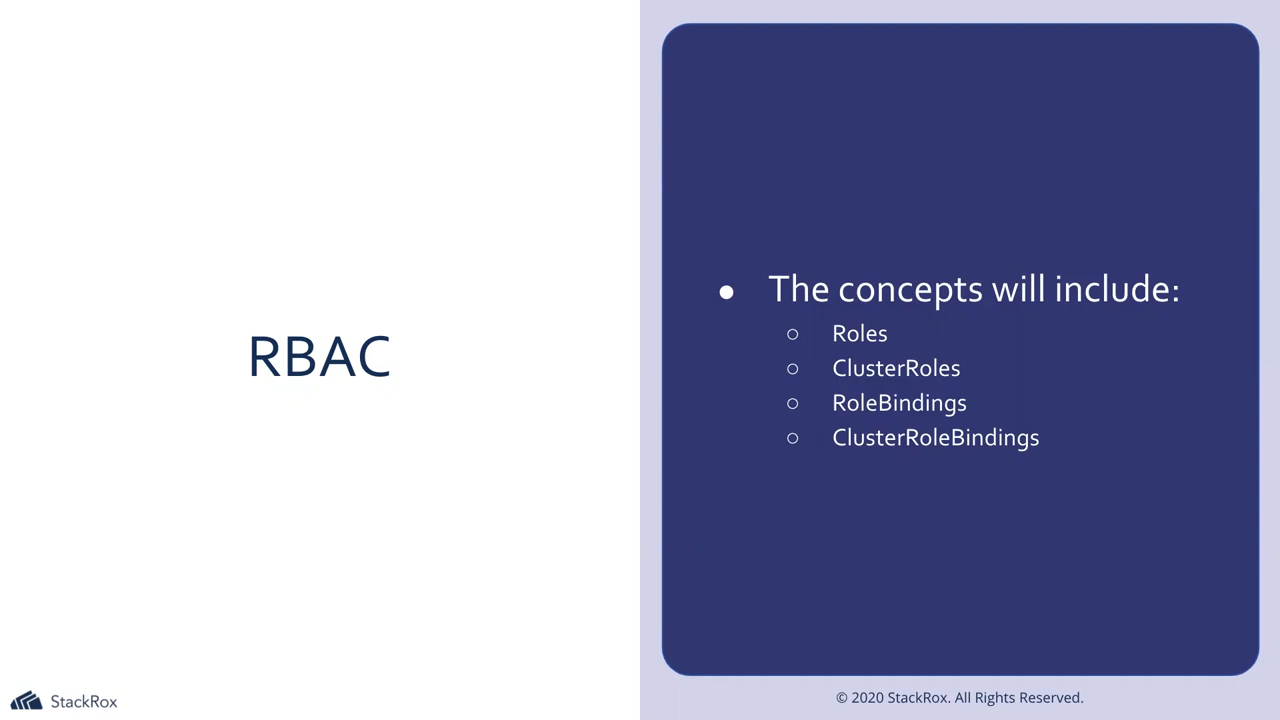 RBAC
● The concepts will include:
○ Roles
○ ClusterRoles
○ RoleBindings
○ ClusterRoleBindings
StackRox
© 2020 StackRox. All Rights Reserved.